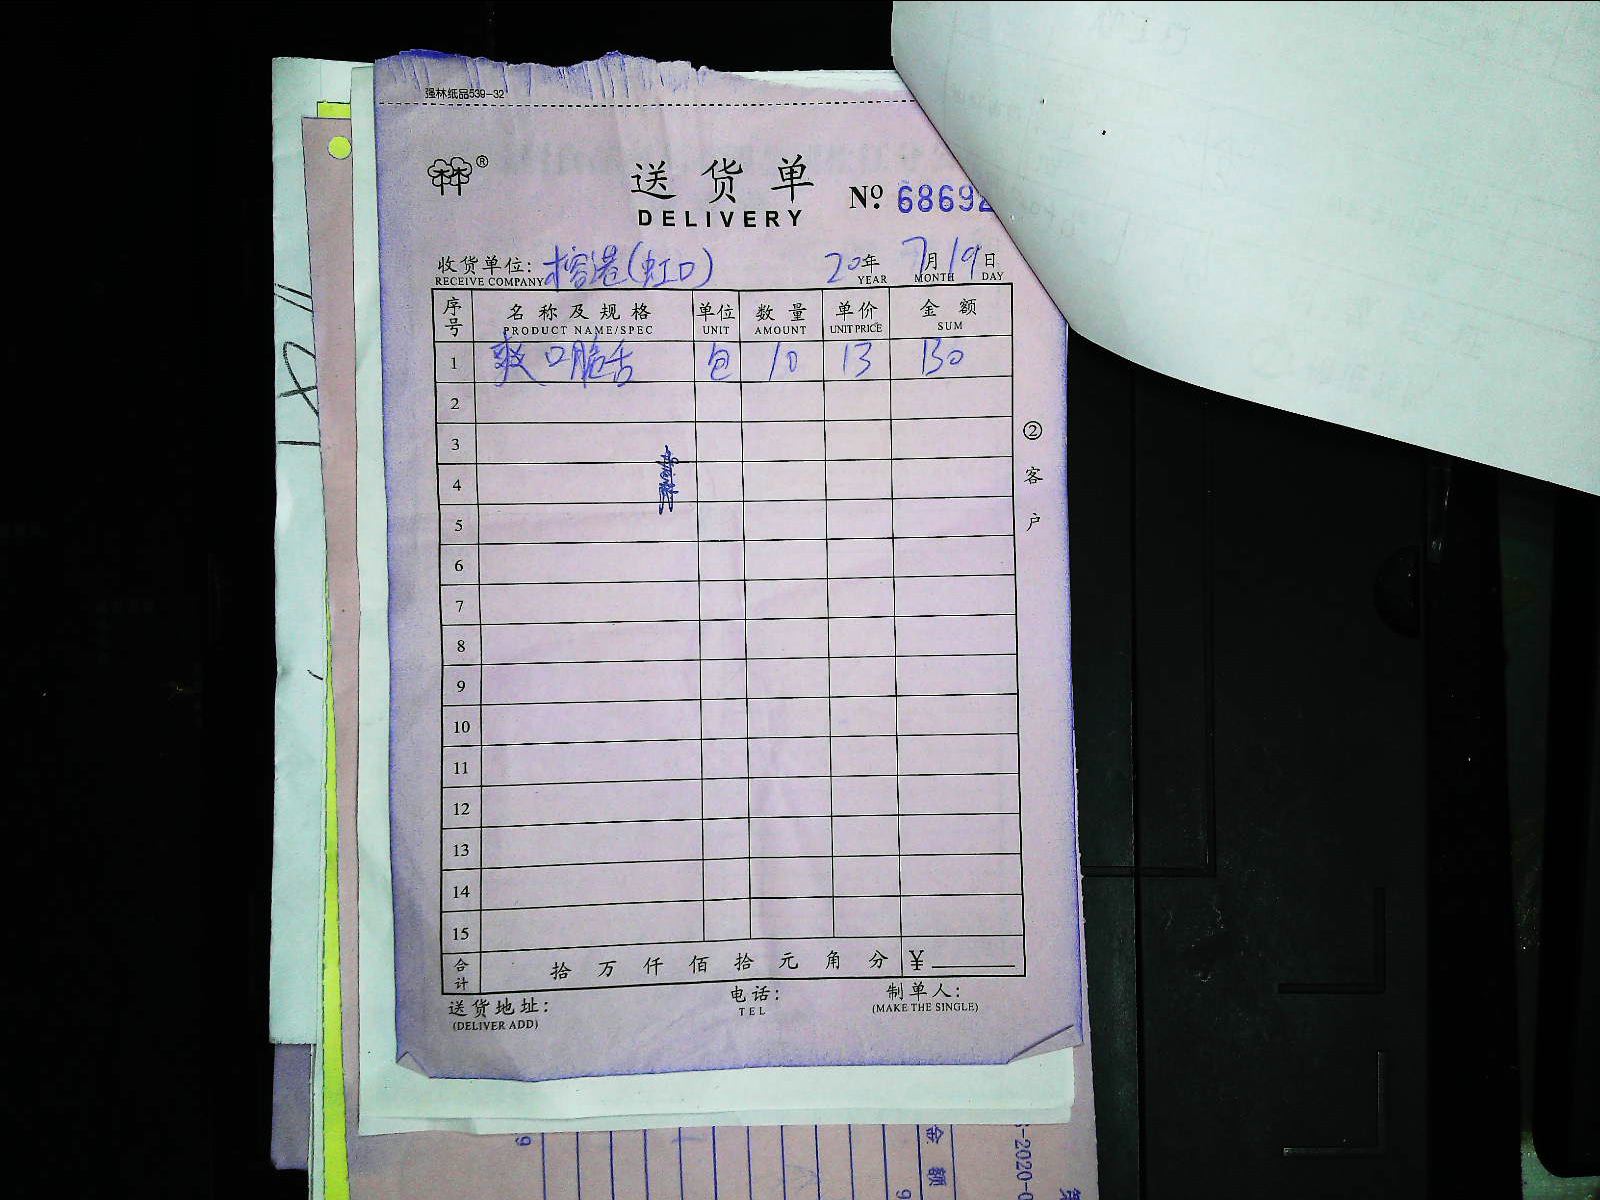 强林纸品539-32
®
送货单
DELIVERY
№ 68692
收货单位: 榕港(虹口) 20年 7月 19日
RECEIVE COMPANY YEAR MONTH DAY
序号 名称及规格 单位 数量 单价 金额
PRODUCT NAME/SPEC UNIT AMOUNT UNIT PRICE SUM
1 爽口脆舌 包 10 13 130
2
3
4
5
6
7
8
9
10
11
12
13
14
15
② 客户
合计 拾 万 仟 佰 拾 元 角 分 ¥
送货地址: 电话: 制单人:
(DELIVER ADD) TEL (MAKE THE SINGLE)
金额
-2020-0